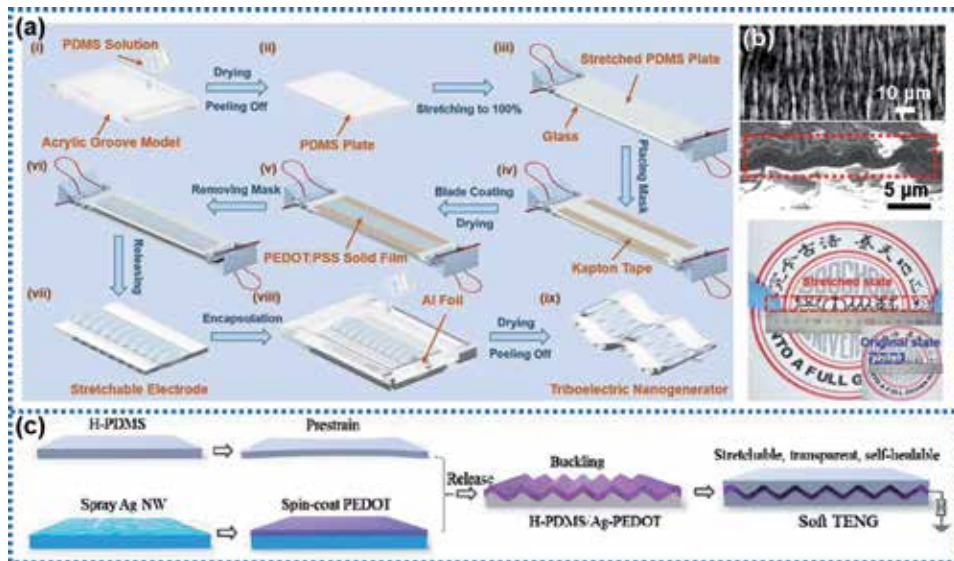 (a)
(i)
PDMS Solution
Acrylic Groove Model
Drying
Peeling Off
(ii)
PDMS Plate
Stretching to 100%
(iii)
Stretched PDMS Plate
Glass
Placing Mask
(iv)
Kapton Tape
Blade Coating
Drying
(v)
PEDOT:PSS Solid Film
Removing Mask
(vi)
Releasing
(vii)
Stretchable Electrode
Encapsulation
(viii)
Al Foil
Drying
Peeling Off
(ix)
Triboelectric Nanogenerator
(b)
10 μm
5 μm
Stretched state
Original state
NTO A FULL G
(c)
H-PDMS
Prestrain
Spray Ag NW
Spin-coat PEDOT
Release
Buckling
H-PDMS/Ag-PEDOT
Stretchable, transparent, self-healable
Soft TENG